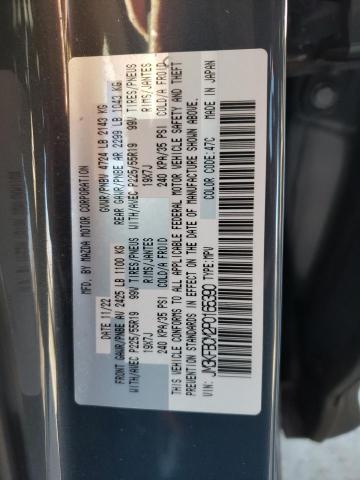 MFD. BY MAZDA MOTOR CORPORATION
11/22 GVWR/PNBV 4724 LB 2143 KG
FRONT GAWR/PNBE AV 2425 LB 1100 KG REAR GAWR/PNBE AR 2299 LB 1043 KG
WITH/AVEC P225/55R19 99V TIRES/PNEUS WITH/AVEC P225/55R19 99V TIRES/PNEUS
19X7J RIMS/JANTES 19X7J RIMS/JANTES
240 KPA/35 PSI COLD/A FROID 240 KPA/35 PSI COLD/A FROID
THIS VEHICLE CONFORMS TO ALL APPLICABLE FEDERAL MOTOR VEHICLE SAFETY AND THEFT
PREVENTION STANDARDS IN EFFECT ON THE DATE OF MANUFACTURE SHOWN ABOVE.
VIN: JM3KFBCM2P0165390 TYPE: MPV COLOR CODE:47C MADE IN JAPAN